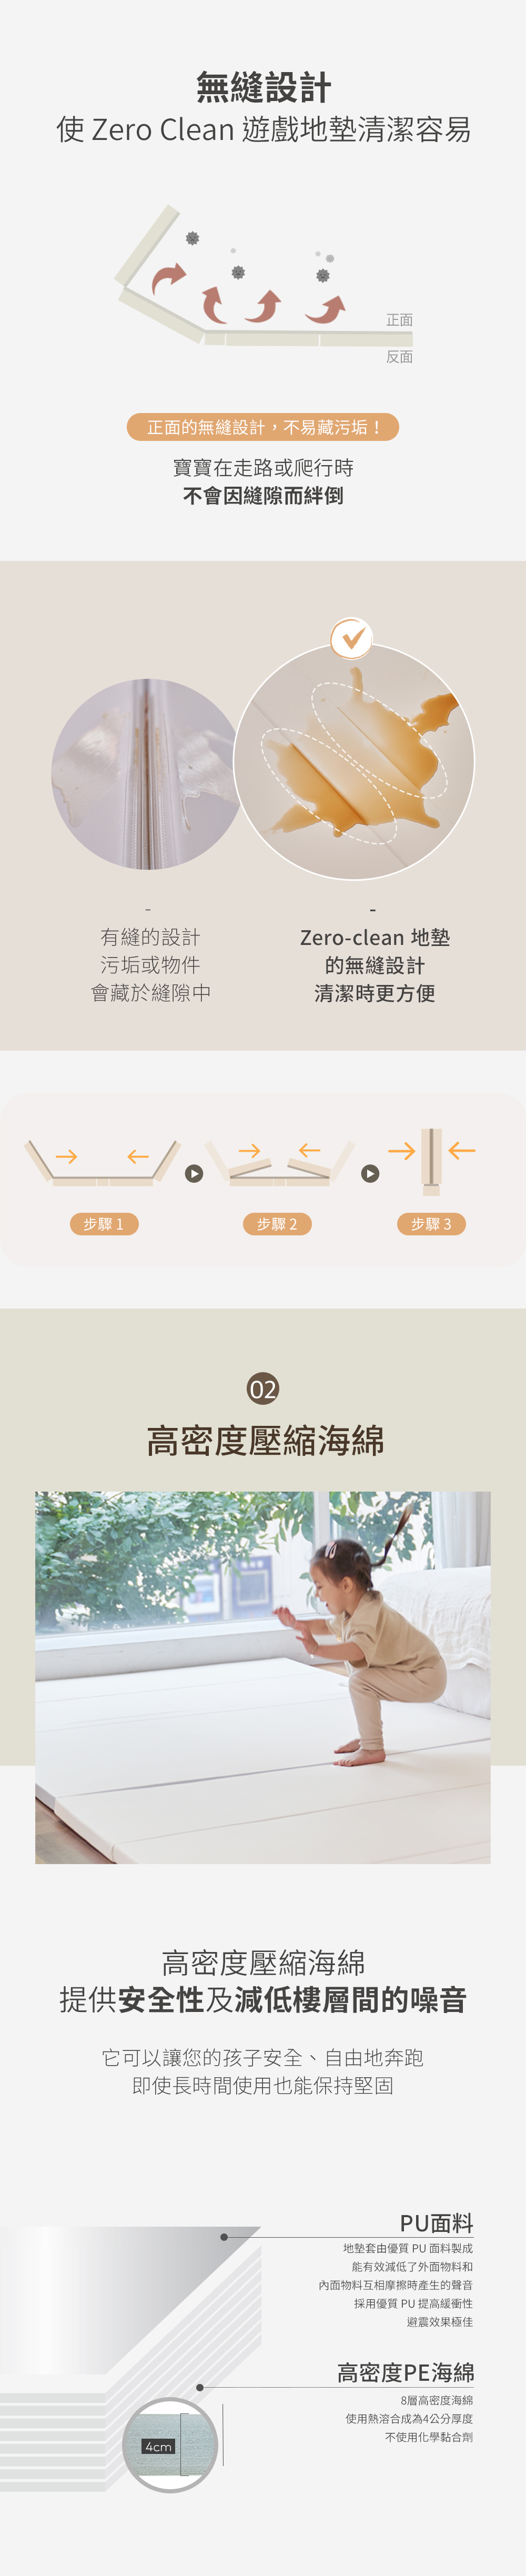 無縫設計
使 Zero Clean 遊戲地墊清潔容易
正面
反面
正面的無縫設計，不易藏污垢！
寶寶在走路或爬行時
不會因縫隙而絆倒
-
有縫的設計
污垢或物件
會藏於縫隙中
-
Zero-clean 地墊
的無縫設計
清潔時更方便
步驟 1
步驟 2
步驟 3
02
高密度壓縮海綿
高密度壓縮海綿
提供安全性及減低樓層間的噪音
它可以讓您的孩子安全、自由地奔跑
即使長時間使用也能保持堅固
PU面料
地墊套由優質 PU 面料製成
能有效減低了外面物料和
內面物料互相摩擦時產生的聲音
採用優質 PU 提高緩衝性
避震效果極佳
高密度PE海綿
8層高密度海綿
使用熱溶合成為4公分厚度
不使用化學黏合劑
4cm